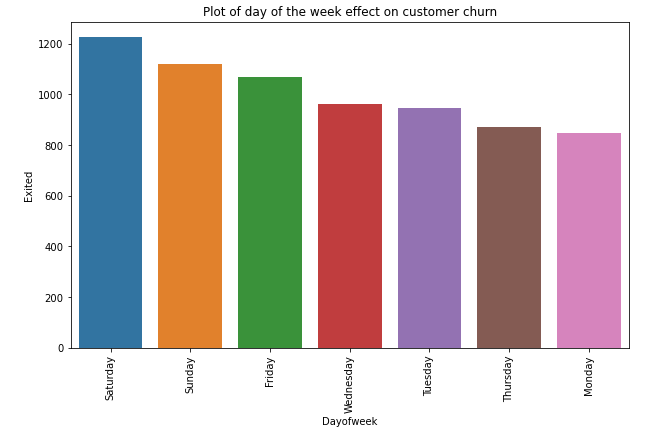 Plot of day of the week effect on customer churn
1200
1000
800
600
400
200
0
Exited
Saturday
Sunday
Friday
Wednesday
Tuesday
Thursday
Monday
Dayofweek